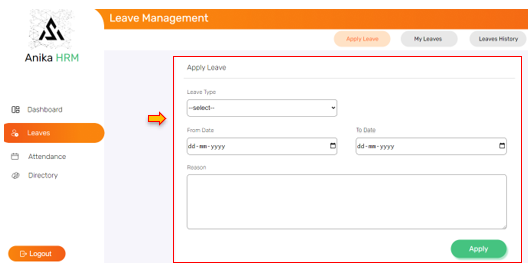 Leave Management
Apply Leave
My Leaves
Leaves History
Anika HRM
Dashboard
Leaves
Attendance
Directory
Logout
Apply Leave
Leave Type
--select--
From Date
To Date
dd-mm-yyyy
dd-mm-yyyy
Reason
Apply